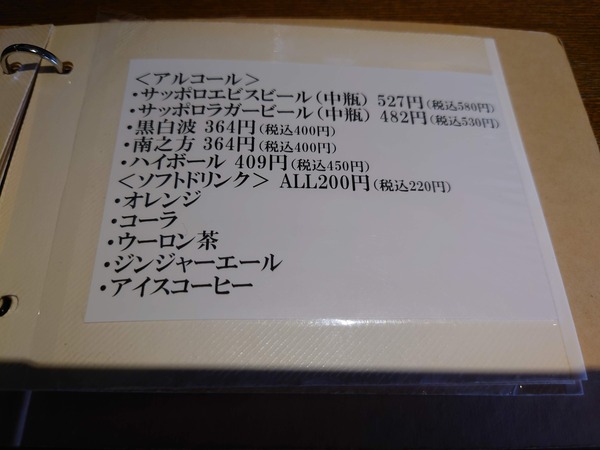 ＜アルコール＞
・サッポロエビスビール（中瓶） 527円（税込580円）
・サッポロラガービール（中瓶） 482円（税込530円）
・黒白波 364円（税込400円）
・南之方 364円（税込400円）
・ハイボール 409円（税込450円）
＜ソフトドリンク＞ ALL200円（税込220円）
・オレンジ
・コーラ
・ウーロン茶
・ジンジャーエール
・アイスコーヒー